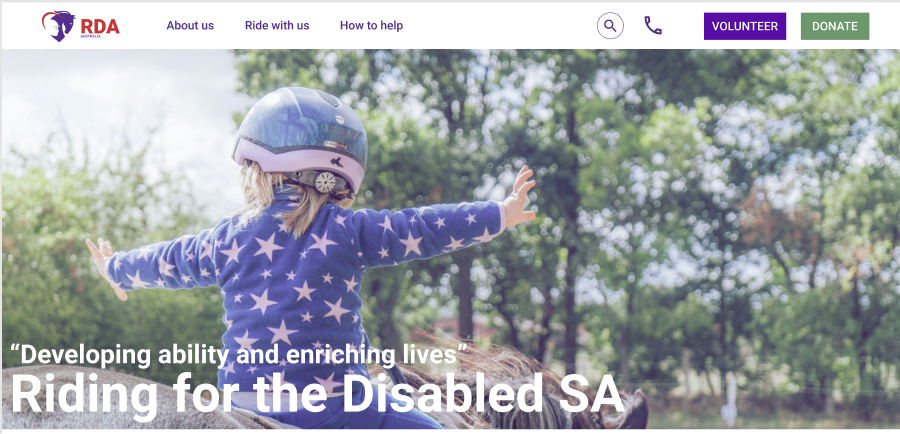 RDA
AUSTRALIA
About us
Ride with us
How to help
VOLUNTEER
DONATE
“Developing ability and enriching lives”
Riding for the Disabled SA